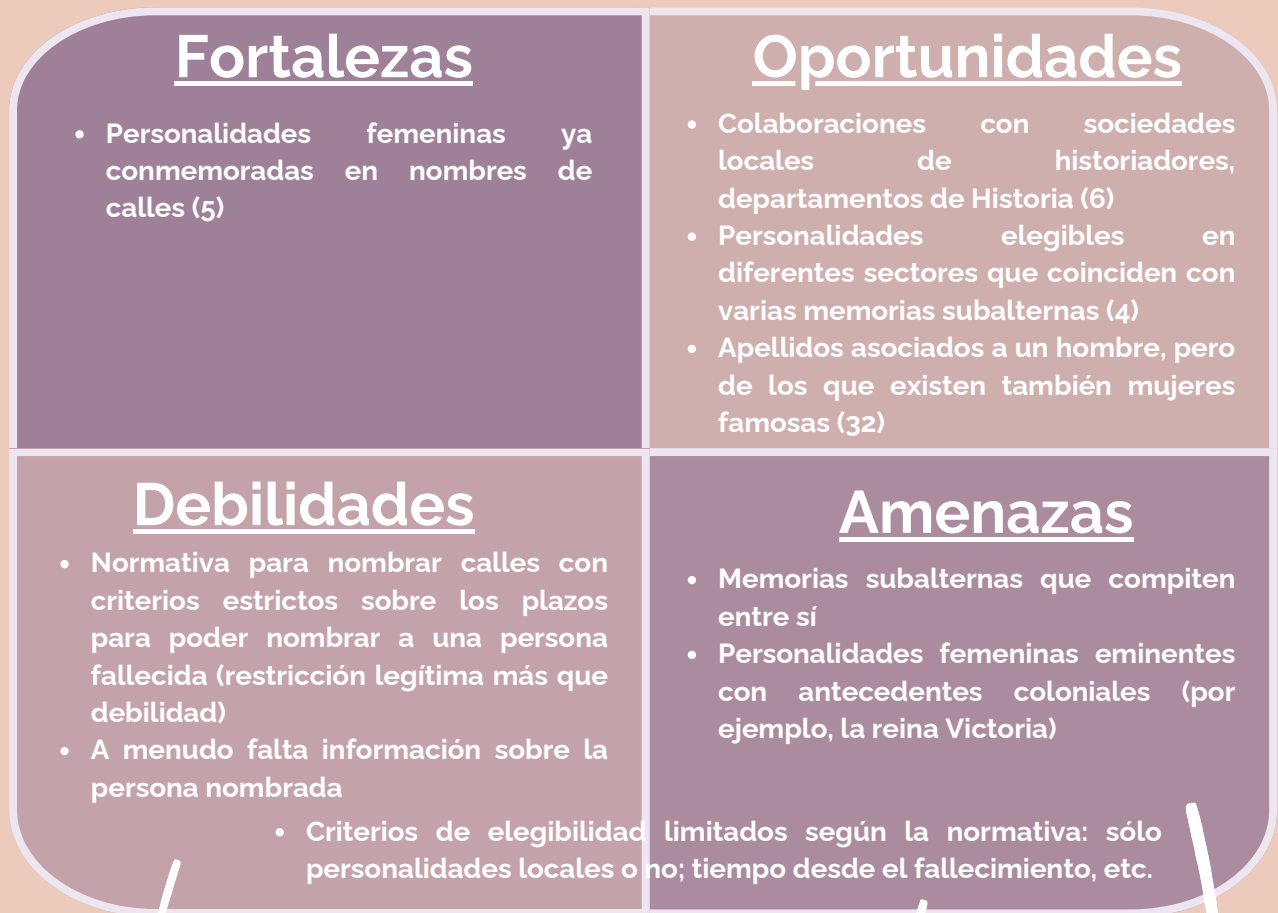 Fortalezas
• Personalidades femeninas ya
conmemoradas en nombres de
calles (5)
Oportunidades
• Colaboraciones con sociedades
locales de historiadores,
departamentos de Historia (6)
• Personalidades elegibles en
diferentes sectores que coinciden con
varias memorias subalternas (4)
• Apellidos asociados a un hombre, pero
de los que existen también mujeres
famosas (32)
Debilidades
• Normativa para nombrar calles con
criterios estrictos sobre los plazos
para poder nombrar a una persona
fallecida (restricción legítima más que
debilidad)
• A menudo falta información sobre la
persona nombrada
Amenazas
• Memorias subalternas que compiten
entre sí
• Personalidades femeninas eminentes
con antecedentes coloniales (por
ejemplo, la reina Victoria)
• Criterios de elegibilidad limitados según la normativa: sólo
personalidades locales o no; tiempo desde el fallecimiento, etc.